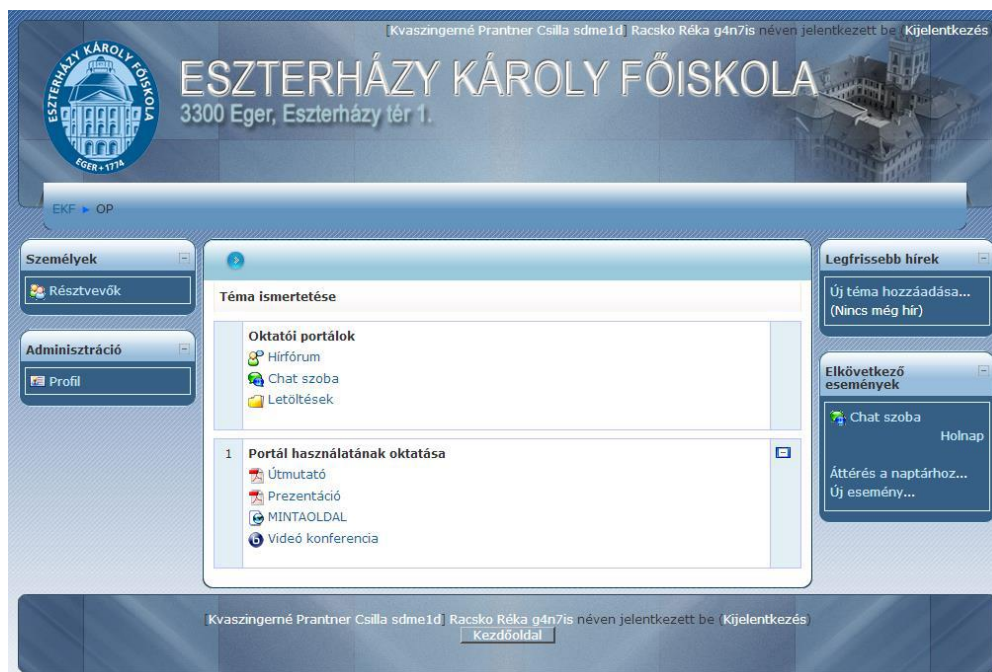 [Kvaszingerné Prantner Csilla sdme1d] Racsko Réka g4n7is néven jelentkezett be (Kijelentkezés
ESZTERHÁZY KÁROLY FŐISKOLA
EGER • 1774
ESZTERHÁZY KÁROLY FŐISKOLA
3300 Eger, Eszterházy tér 1.
EKF ► OP
Személyek
Résztvevők
Adminisztráció
Profil
Téma ismertetése
Oktatói portálok
Hírfórum
Chat szoba
Letöltések
1 Portál használatának oktatása
Útmutató
Prezentáció
MINTAOLDAL
Videó konferencia
Legfrissebb hírek
Új téma hozzáadása...
(Nincs még hír)
Elkövetkező
események
Chat szoba
Holnap
Áttérés a naptárhoz...
Új esemény...
[Kvaszingerné Prantner Csilla sdme1d] Racsko Réka g4n7is néven jelentkezett be (Kijelentkezés)
Kezdőoldal